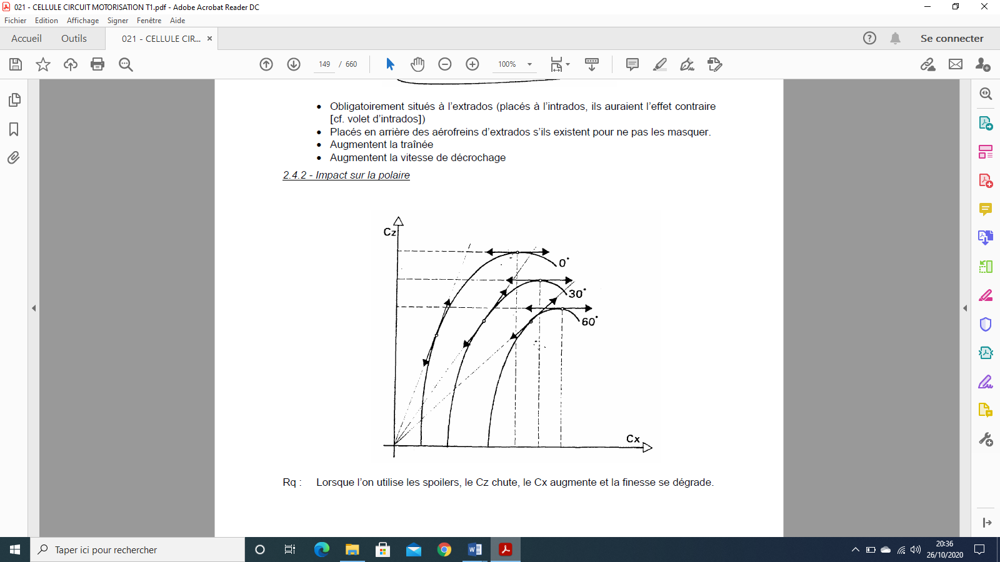 021 - CELLULE CIRCUIT MOTORISATION T1.pdf - Adobe Acrobat Reader DC
Fichier Edition Affichage Signer Fenêtre Aide
Accueil Outils 021 - CELLULE CIR... × Se connecter
149 / 660 100%
• Obligatoirement situés à l’extrados (placés à l’intrados, ils auraient l’effet contraire
[cf. volet d’intrados])
• Placés en arrière des aérofreins d’extrados s’ils existent pour ne pas les masquer.
• Augmentent la traînée
• Augmentent la vitesse de décrochage
2.4.2 - Impact sur la polaire
Cz
0°
30°
60°
Cx
Rq : Lorsque l’on utilise les spoilers, le Cz chute, le Cx augmente et la finesse se dégrade.
Taper ici pour rechercher
20:36
26/10/2020